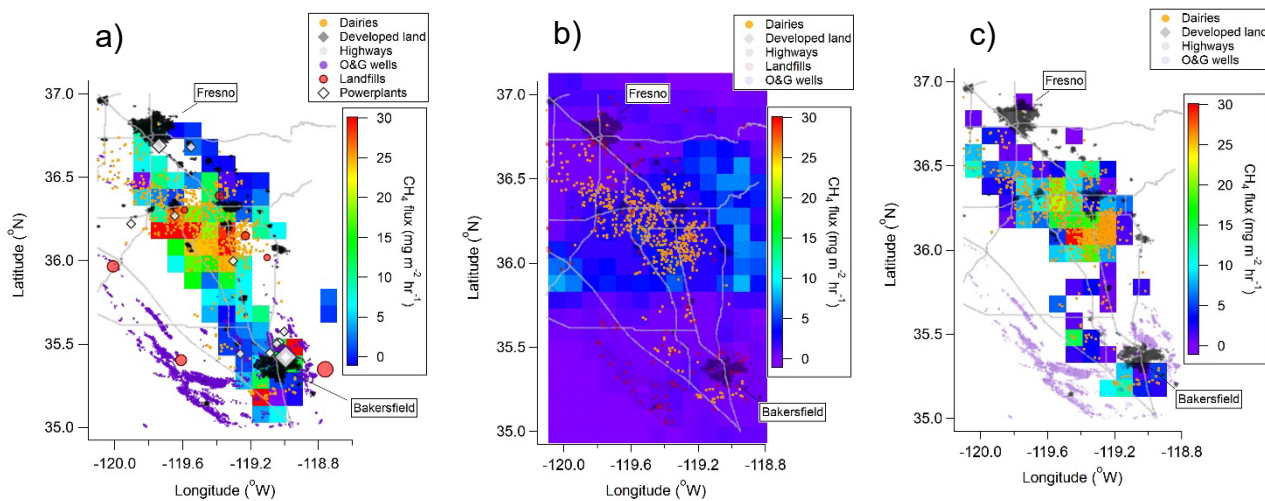 a)
Dairies
Developed land
Highways
O&G wells
Landfills
Powerplants
Fresno
Bakersfield
37.0
36.5
36.0
35.5
35.0
Latitude (°N)
-120.0 -119.6 -119.2 -118.8
Longitude (°W)
30
25
20
15
10
5
0
CH4 flux (mg m-2 hr-1)
b)
Dairies
Developed land
Highways
Landfills
O&G wells
Fresno
Bakersfield
37.0
36.5
36.0
35.5
35.0
Latitude (°N)
-120.0 -119.6 -119.2 -118.8
Longitude (°W)
30
25
20
15
10
5
0
CH4 flux (mg m-2 hr-1)
c)
Dairies
Developed land
Highways
O&G wells
Fresno
Bakersfield
37.0
36.5
36.0
35.5
35.0
Latitude (°N)
-120.0 -119.6 -119.2 -118.8
Longitude (°W)
30
25
20
15
10
5
0
CH4 flux (mg m-2 hr-1)